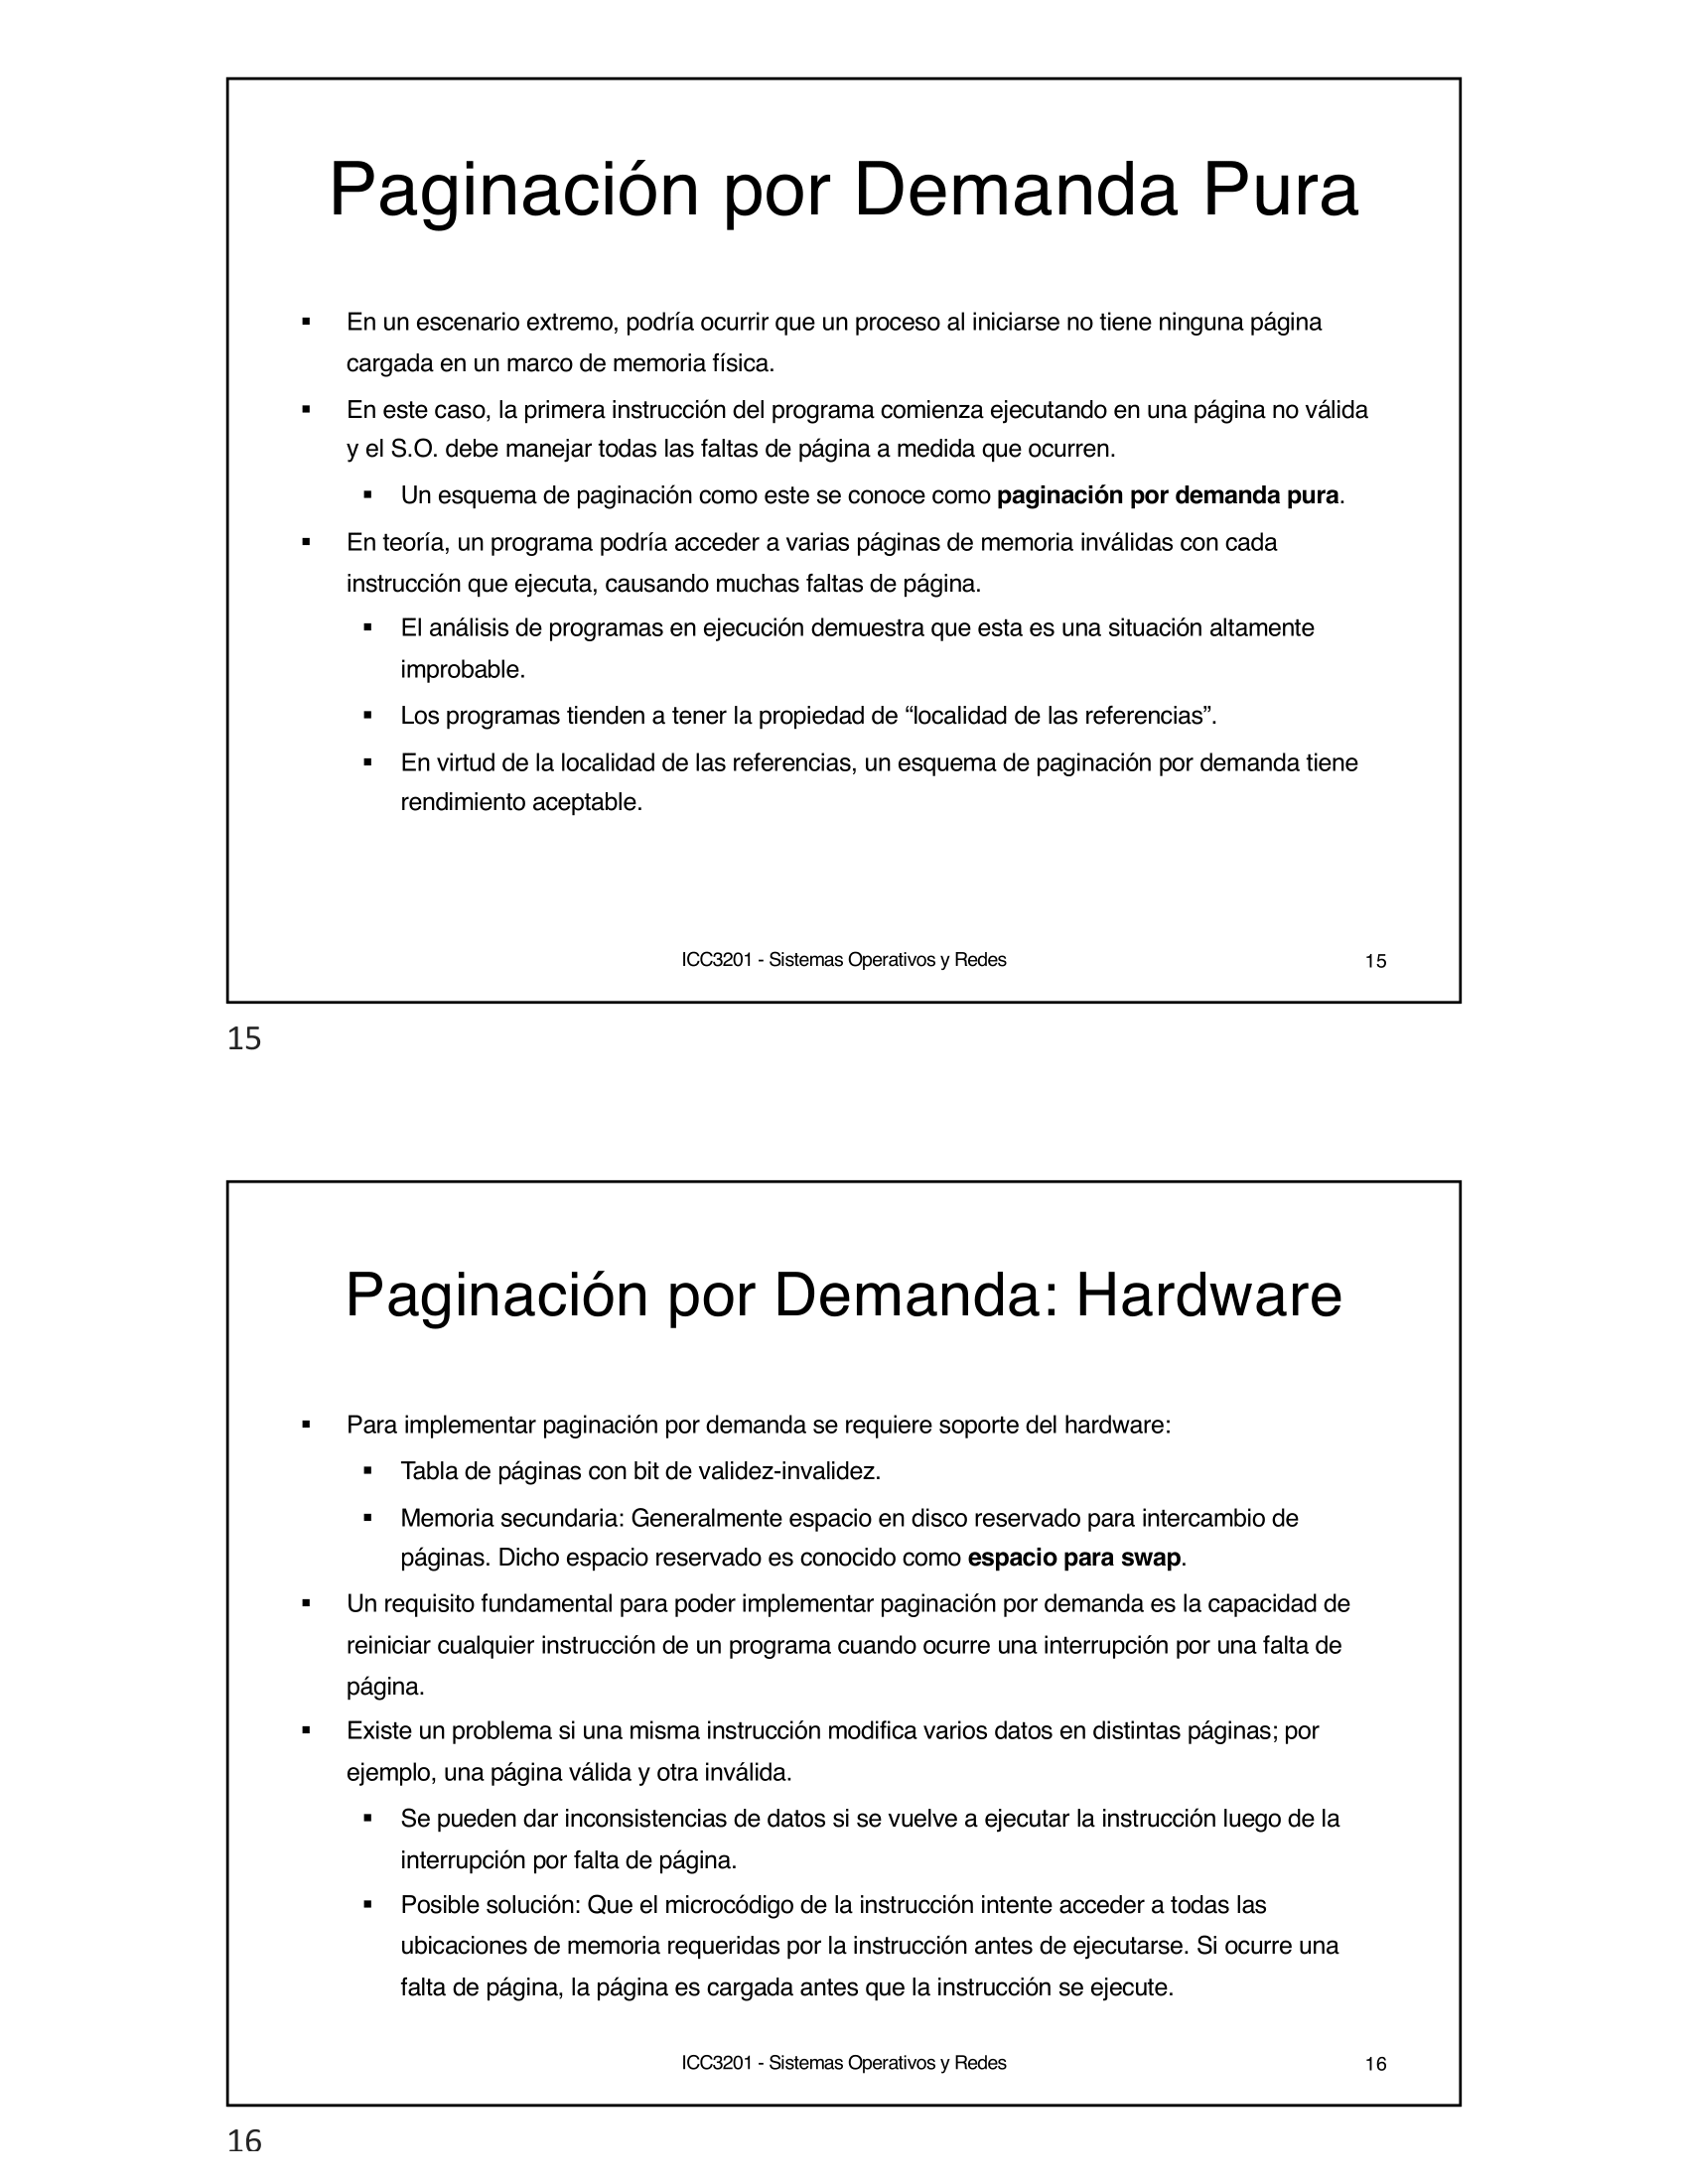 Paginación por Demanda Pura
▪ En un escenario extremo, podría ocurrir que un proceso al iniciarse no tiene ninguna página
cargada en un marco de memoria física.
▪ En este caso, la primera instrucción del programa comienza ejecutando en una página no válida
y el S.O. debe manejar todas las faltas de página a medida que ocurren.
▪ Un esquema de paginación como este se conoce como paginación por demanda pura.
▪ En teoría, un programa podría acceder a varias páginas de memoria inválidas con cada
instrucción que ejecuta, causando muchas faltas de página.
▪ El análisis de programas en ejecución demuestra que esta es una situación altamente
improbable.
▪ Los programas tienden a tener la propiedad de “localidad de las referencias”.
▪ En virtud de la localidad de las referencias, un esquema de paginación por demanda tiene
rendimiento aceptable.
ICC3201 - Sistemas Operativos y Redes 15
15
Paginación por Demanda: Hardware
▪ Para implementar paginación por demanda se requiere soporte del hardware:
▪ Tabla de páginas con bit de validez-invalidez.
▪ Memoria secundaria: Generalmente espacio en disco reservado para intercambio de
páginas. Dicho espacio reservado es conocido como espacio para swap.
▪ Un requisito fundamental para poder implementar paginación por demanda es la capacidad de
reiniciar cualquier instrucción de un programa cuando ocurre una interrupción por una falta de
página.
▪ Existe un problema si una misma instrucción modifica varios datos en distintas páginas; por
ejemplo, una página válida y otra inválida.
▪ Se pueden dar inconsistencias de datos si se vuelve a ejecutar la instrucción luego de la
interrupción por falta de página.
▪ Posible solución: Que el microcódigo de la instrucción intente acceder a todas las
ubicaciones de memoria requeridas por la instrucción antes de ejecutarse. Si ocurre una
falta de página, la página es cargada antes que la instrucción se ejecute.
ICC3201 - Sistemas Operativos y Redes 16
16